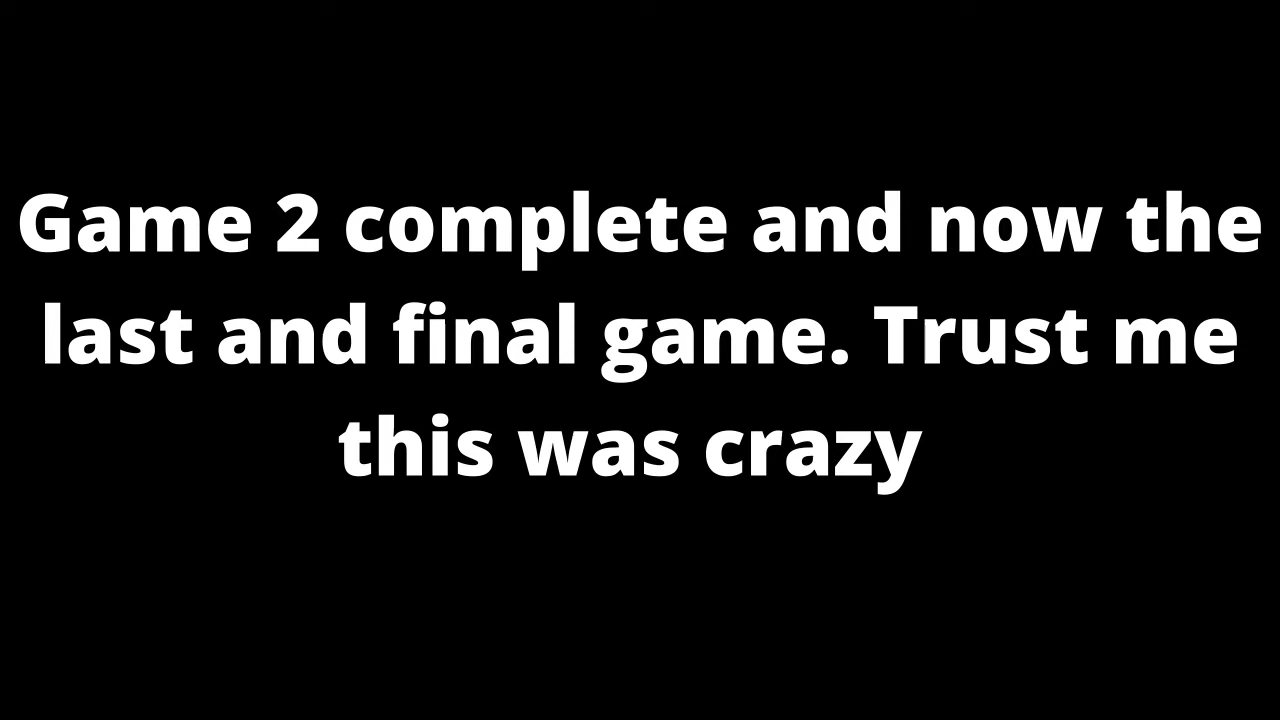 Game 2 complete and now the
last and final game. Trust me
this was crazy